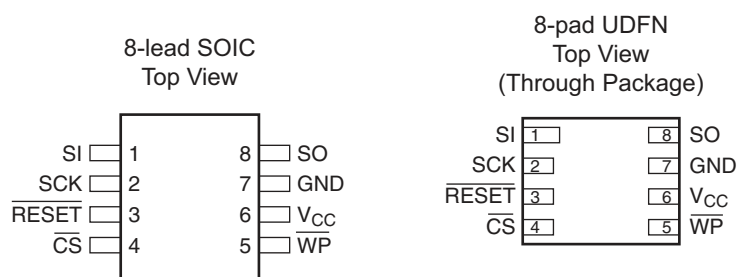 8-lead SOIC
Top View
SI 1 8 SO
SCK 2 7 GND
RESET 3 6 VCC
CS 4 5 WP
8-pad UDFN
Top View
(Through Package)
SI 1 8 SO
SCK 2 7 GND
RESET 3 6 VCC
CS 4 5 WP